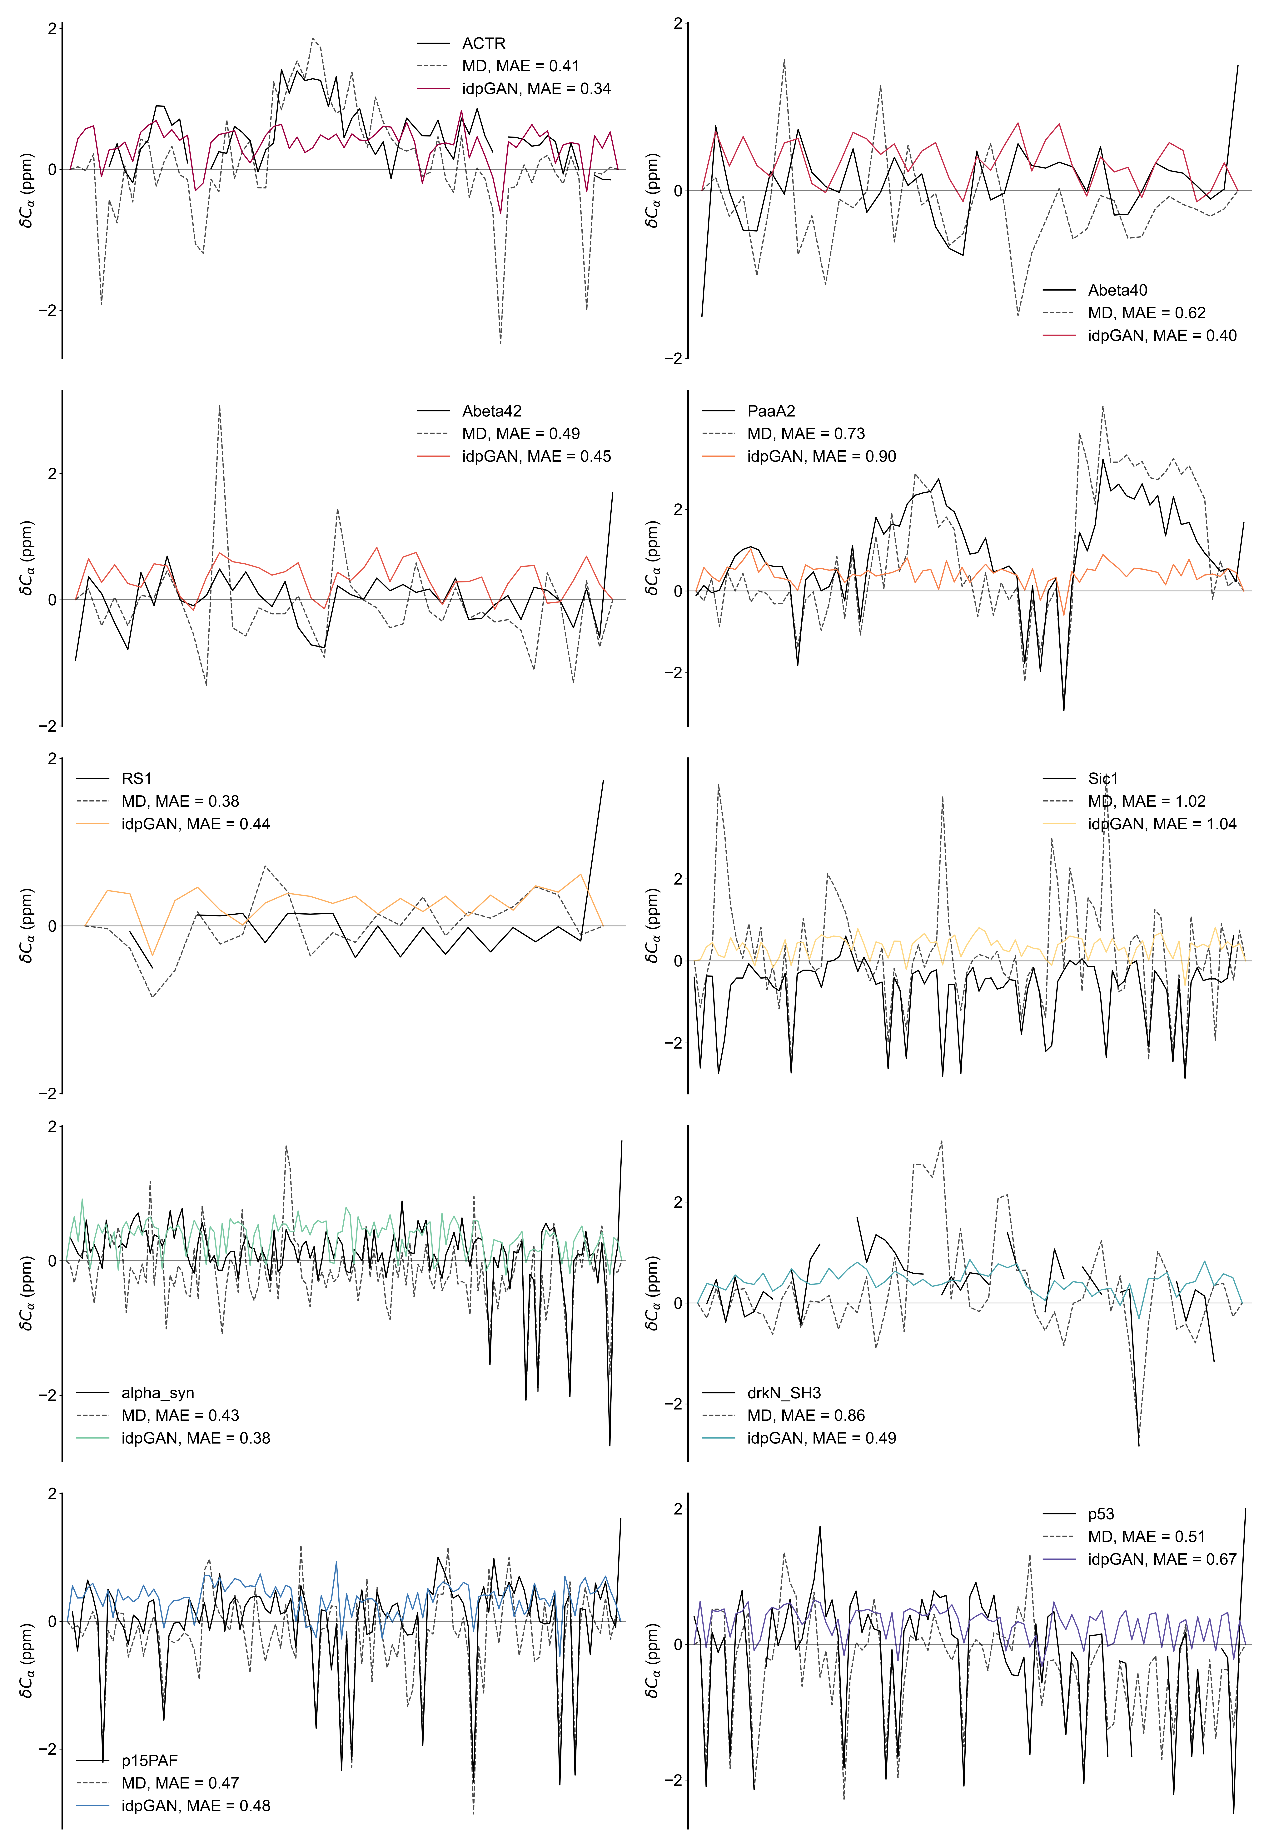 2
0
−2
δCα (ppm)
ACTR
MD, MAE = 0.41
idpGAN, MAE = 0.34
2
0
−2
δCα (ppm)
Abeta40
MD, MAE = 0.62
idpGAN, MAE = 0.40
2
0
−2
δCα (ppm)
Abeta42
MD, MAE = 0.49
idpGAN, MAE = 0.45
2
0
−2
δCα (ppm)
PaaA2
MD, MAE = 0.73
idpGAN, MAE = 0.90
2
0
−2
δCα (ppm)
RS1
MD, MAE = 0.38
idpGAN, MAE = 0.44
2
0
−2
δCα (ppm)
Sic1
MD, MAE = 1.02
idpGAN, MAE = 1.04
2
0
−2
δCα (ppm)
alpha_syn
MD, MAE = 0.43
idpGAN, MAE = 0.38
2
0
−2
δCα (ppm)
drkN_SH3
MD, MAE = 0.86
idpGAN, MAE = 0.49
2
0
−2
δCα (ppm)
p15PAF
MD, MAE = 0.47
idpGAN, MAE = 0.48
2
0
−2
δCα (ppm)
p53
MD, MAE = 0.51
idpGAN, MAE = 0.67